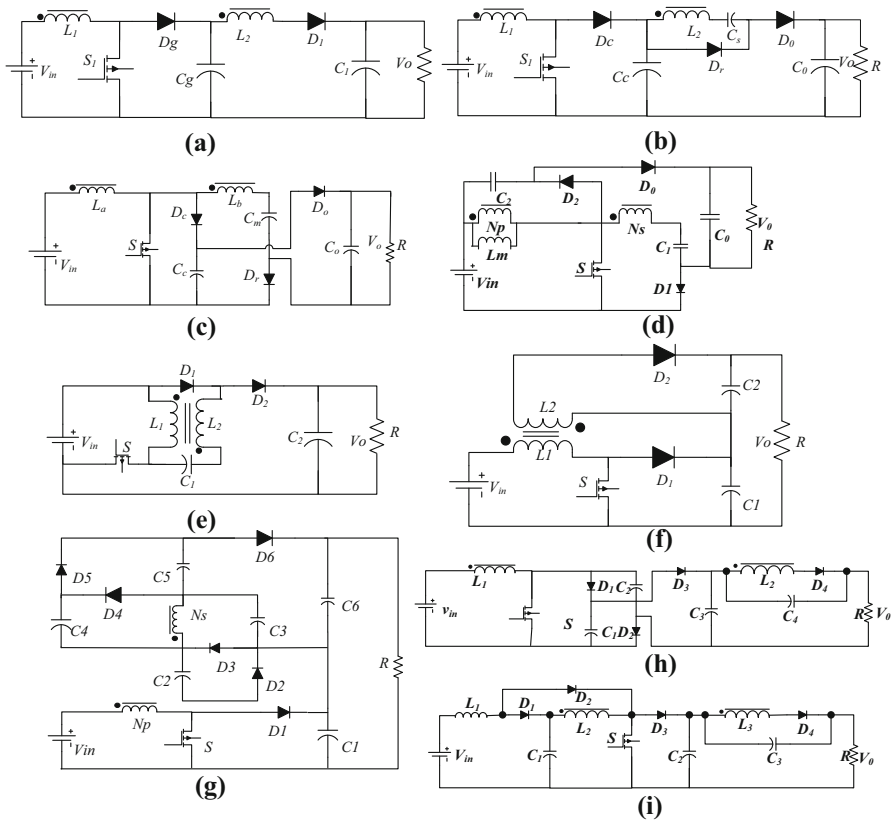 L1 Dg L2 D1
Vin S1 Cg C1 Vo R
(a)
L1 Dc L2 Cs D0
Vin S1 Cc Dr C0 Vo R
(b)
La Lb Do
Dc Cm
Vin S Cc Dr Co Vo R
(c)
C2 D2 D0
Np Ns C0 V0
Lm C1 R
Vin S D1
(d)
D1 D2
Vin L1 L2 C2 Vo R
S C1
(e)
D2
L2 C2
L1 Vo R
Vin S D1 C1
(f)
D6
D5 C5
D4 Ns C6
C4 C3
C2 D3 R
D2
Np D1
Vin S C1
(g)
L1 D1 C2 D3 L2 D4
vin C3 C4 R V0
S C1 D2
(h)
L1 D1 D2 D3 L3 D4
L2
Vin C1 S C2 C3 R V0
(i)